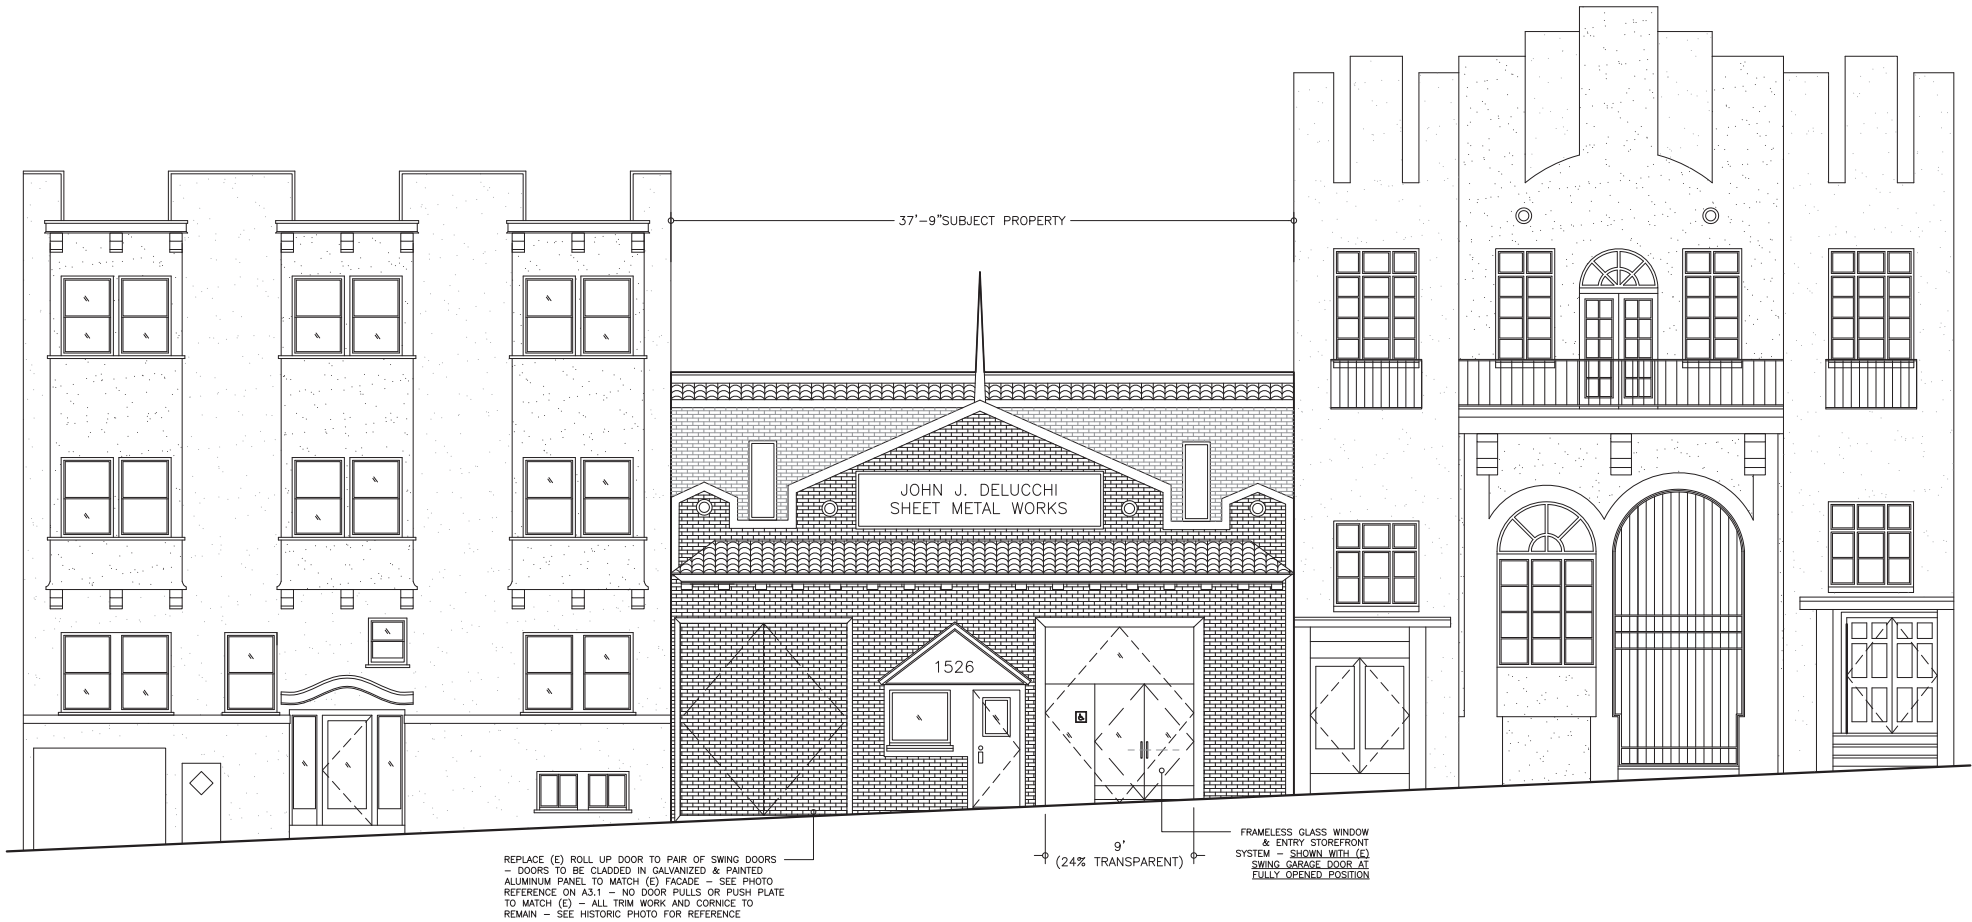 37'-9"SUBJECT PROPERTY
JOHN J. DELUCCHI
SHEET METAL WORKS
1526
REPLACE (E) ROLL UP DOOR TO PAIR OF SWING DOORS
- DOORS TO BE CLADDED IN GALVANIZED & PAINTED
ALUMINUM PANEL TO MATCH (E) FACADE - SEE PHOTO
REFERENCE ON A3.1 - NO DOOR PULLS OR PUSH PLATE
TO MATCH (E) - ALL TRIM WORK AND CORNICE TO
REMAIN - SEE HISTORIC PHOTO FOR REFERENCE
9'
(24% TRANSPARENT)
FRAMELESS GLASS WINDOW
& ENTRY STOREFRONT
SYSTEM - SHOWN WITH (E)
SWING GARAGE DOOR AT
FULLY OPENED POSITION